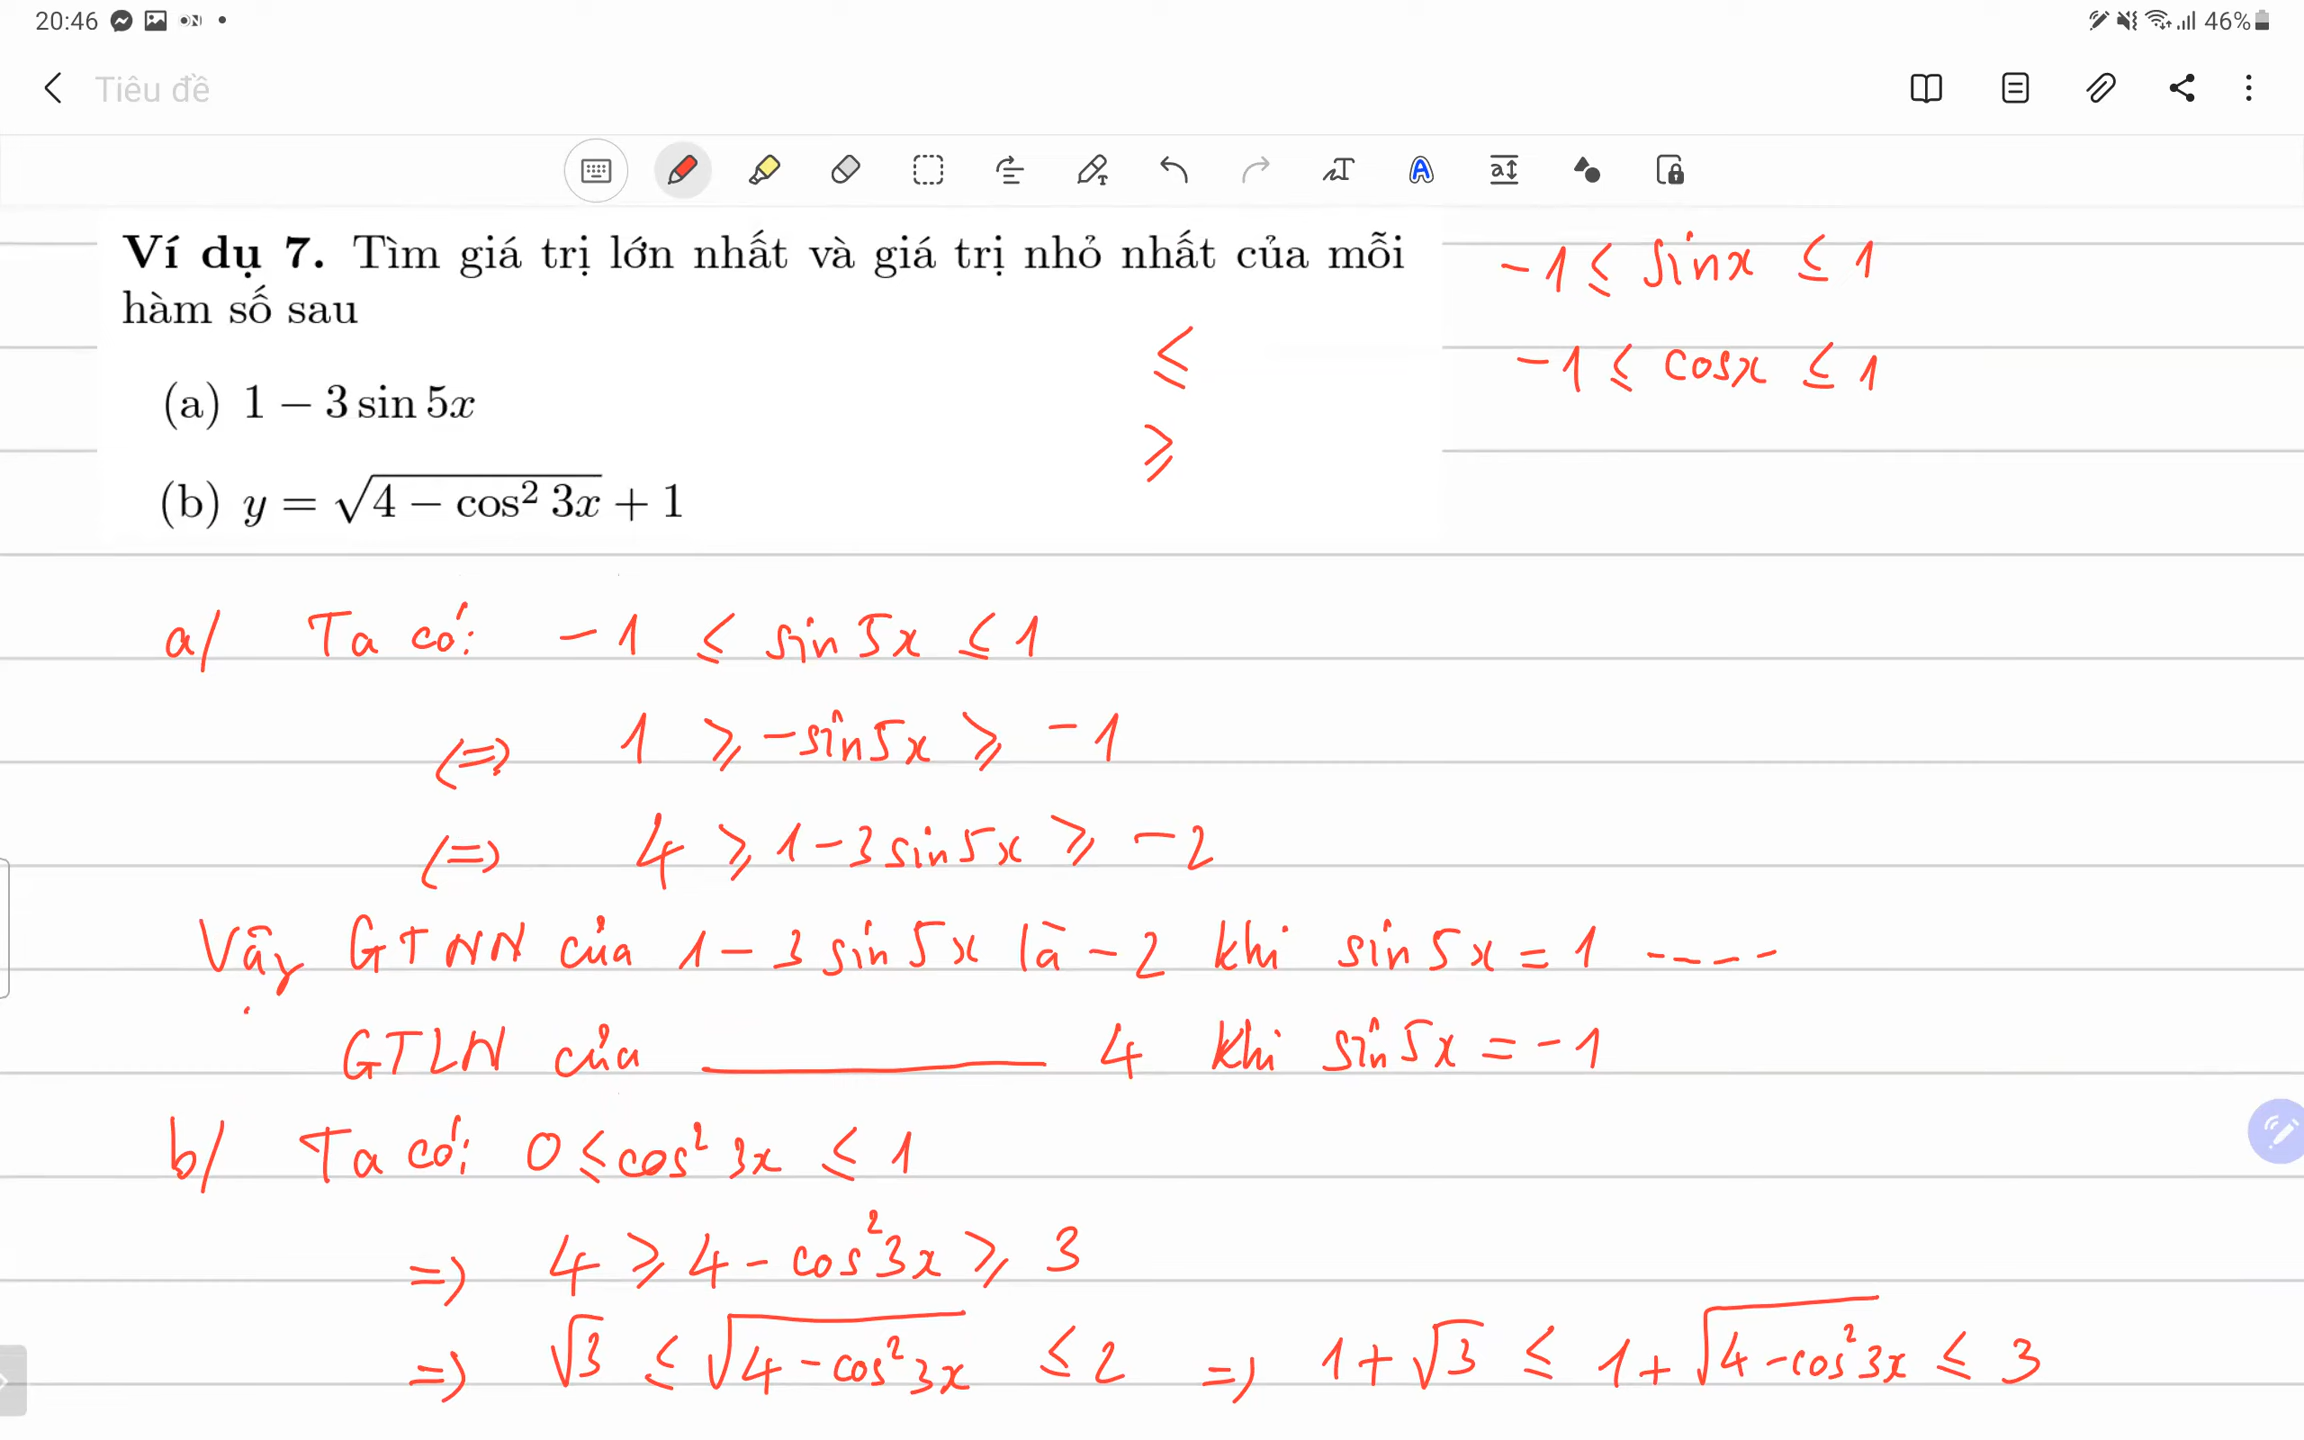 20:46 46%
Tiêu đề
Ví dụ 7. Tìm giá trị lớn nhất và giá trị nhỏ nhất của mỗi
hàm số sau
(a) 1 − 3 sin 5x
(b) y = √(4 − cos² 3x) + 1
-1 ≤ sinx ≤ 1
-1 ≤ cosx ≤ 1
≤
≥
a/ Ta có: -1 ≤ sin5x ≤ 1
(=) 1 ≥ -sin5x ≥ -1
(=) 4 ≥ 1-3sin5x ≥ -2
Vậy GTNN của 1-3sin5x là -2 khi sin5x = 1 -----
GTLN của ______ 4 khi sin5x = -1
b/ Ta có: 0 ≤ cos²3x ≤ 1
=) 4 ≥ 4-cos²3x ≥ 3
=) √3 ≤ √(4-cos²3x) ≤ 2 =) 1+√3 ≤ 1+√(4-cos²3x) ≤ 3